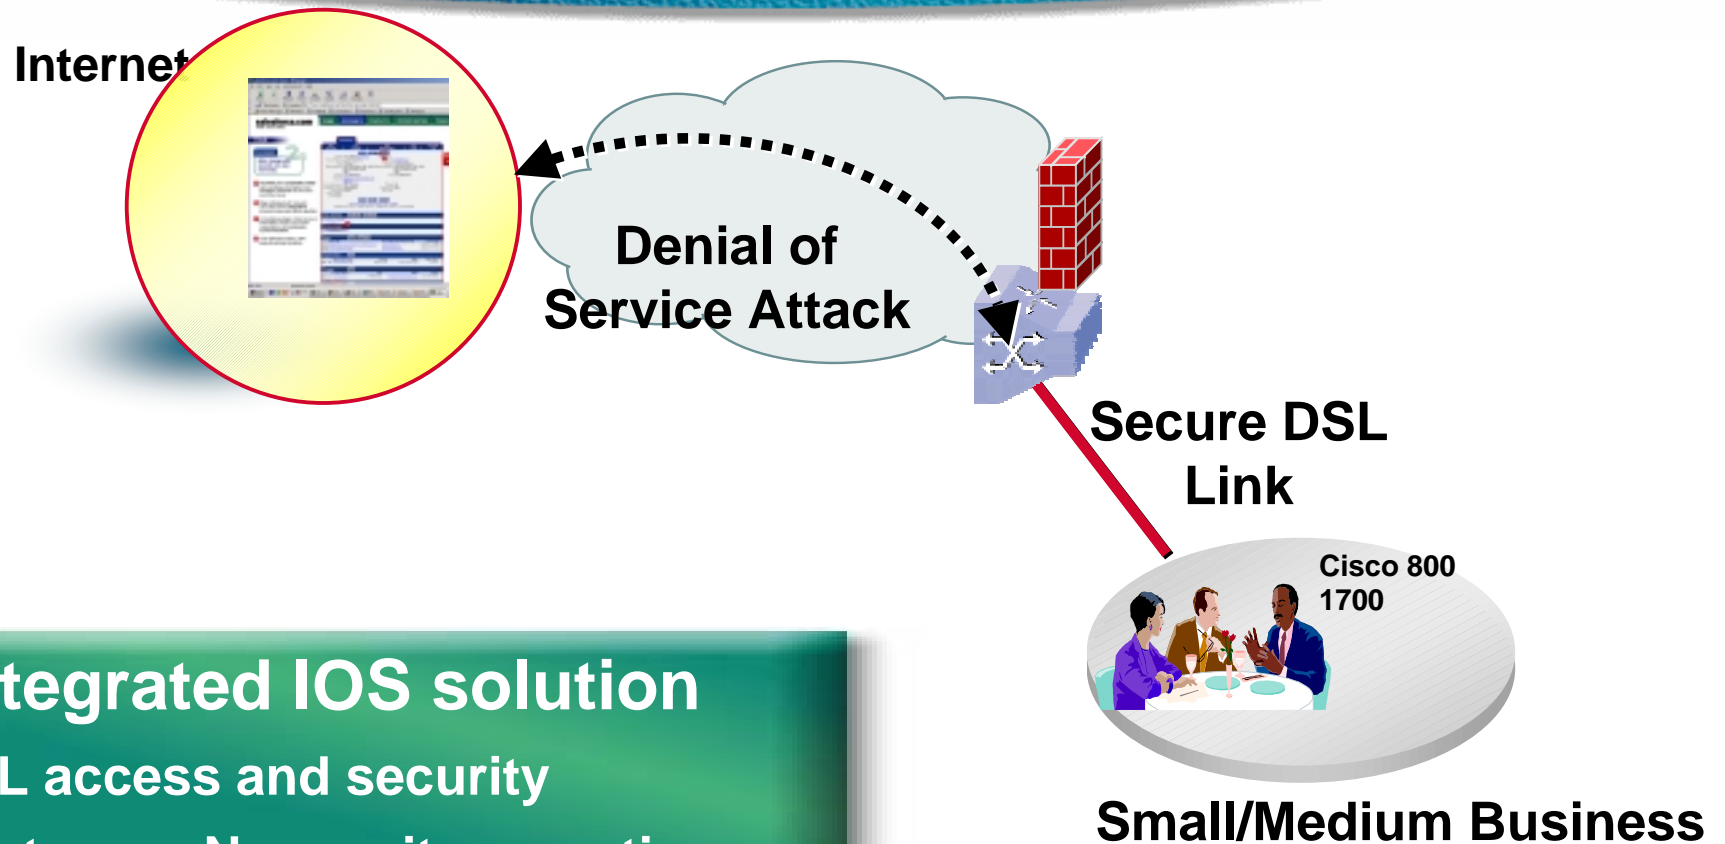 Internet
Denial of
Service Attack
Secure DSL
Link
Cisco 800
1700
tegrated IOS solution
L access and security
Small/Medium Business